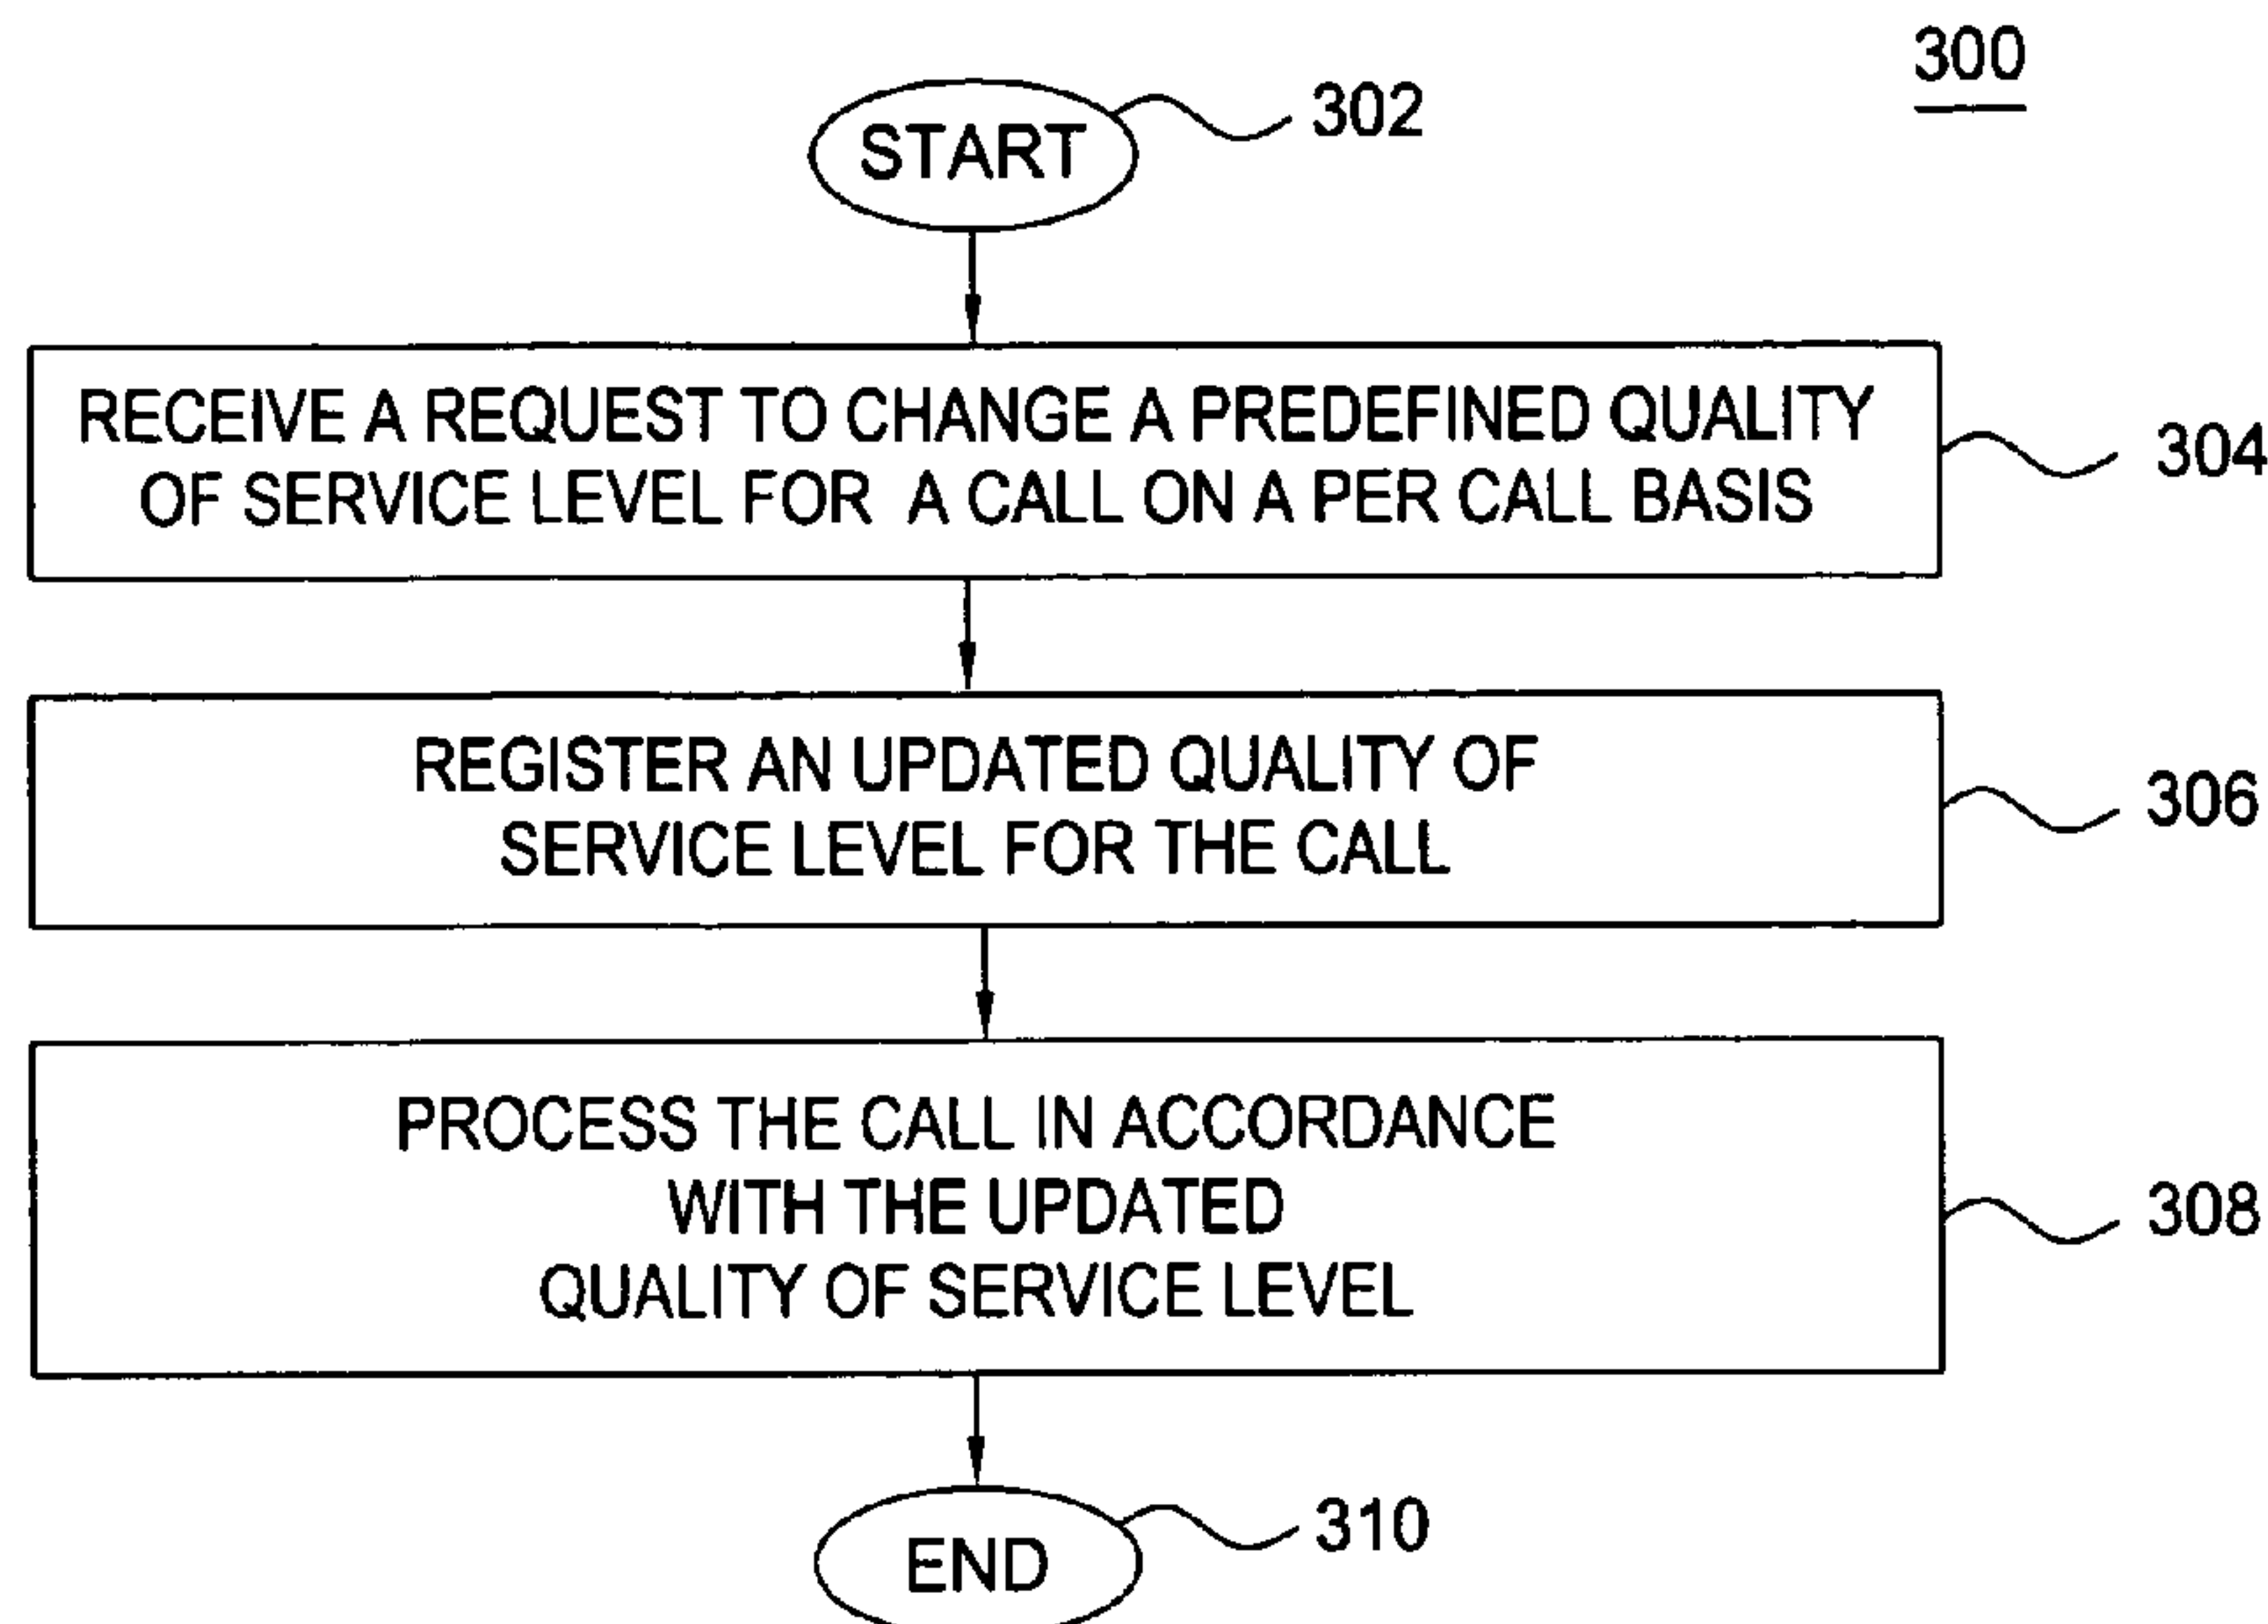 300
START
302
RECEIVE A REQUEST TO CHANGE A PREDEFINED QUALITY
OF SERVICE LEVEL FOR A CALL ON A PER CALL BASIS
304
REGISTER AN UPDATED QUALITY OF
SERVICE LEVEL FOR THE CALL
306
PROCESS THE CALL IN ACCORDANCE
WITH THE UPDATED
QUALITY OF SERVICE LEVEL
308
END
310